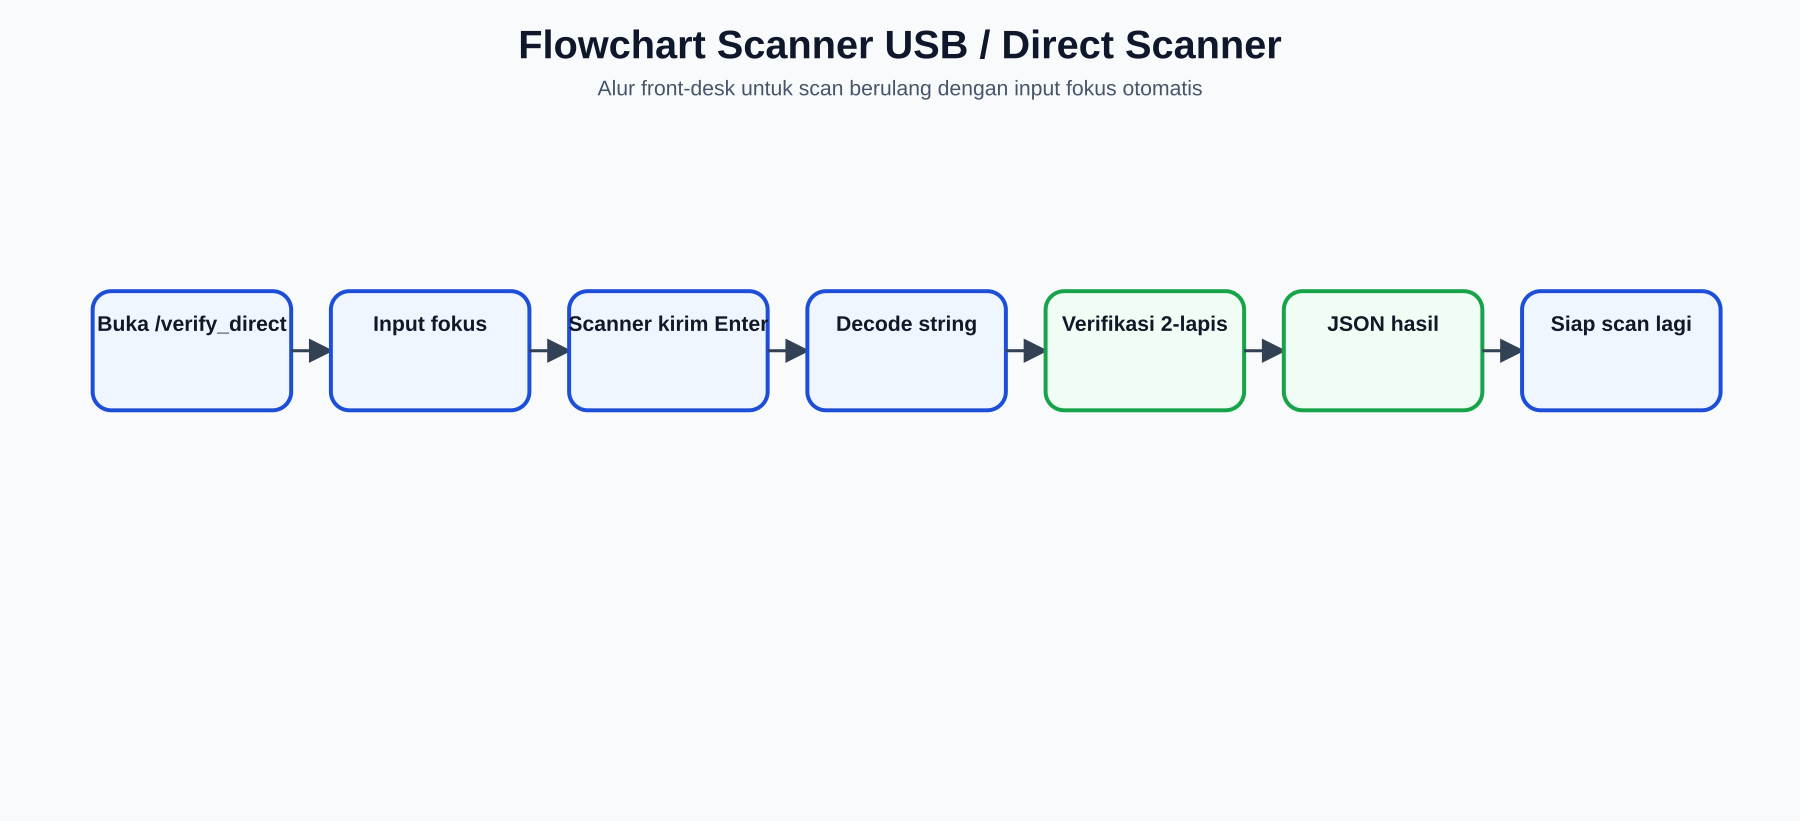 Flowchart Scanner USB / Direct Scanner
Alur front-desk untuk scan berulang dengan input fokus otomatis
Buka /verify_direct
Input fokus
Scanner kirim Enter
Decode string
Verifikasi 2-lapis
JSON hasil
Siap scan lagi